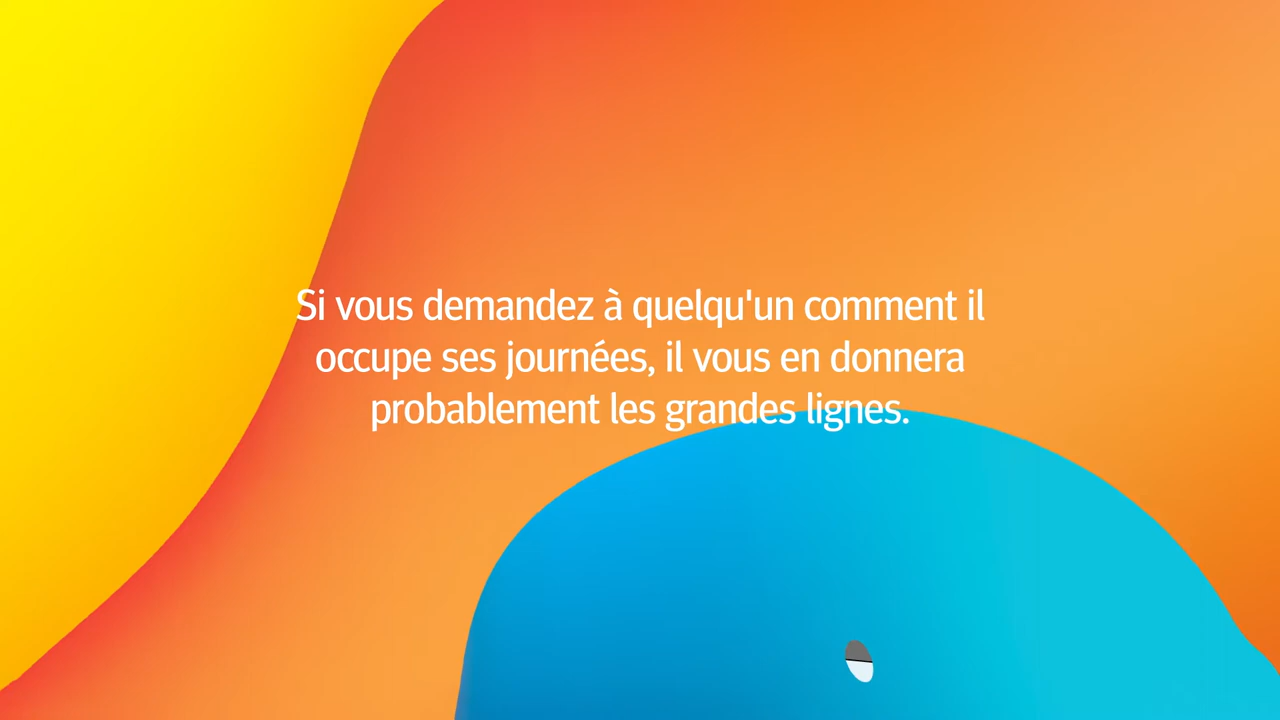 Si vous demandez à quelqu'un comment il
occupe ses journées, il vous en donnera
probablement les grandes lignes.